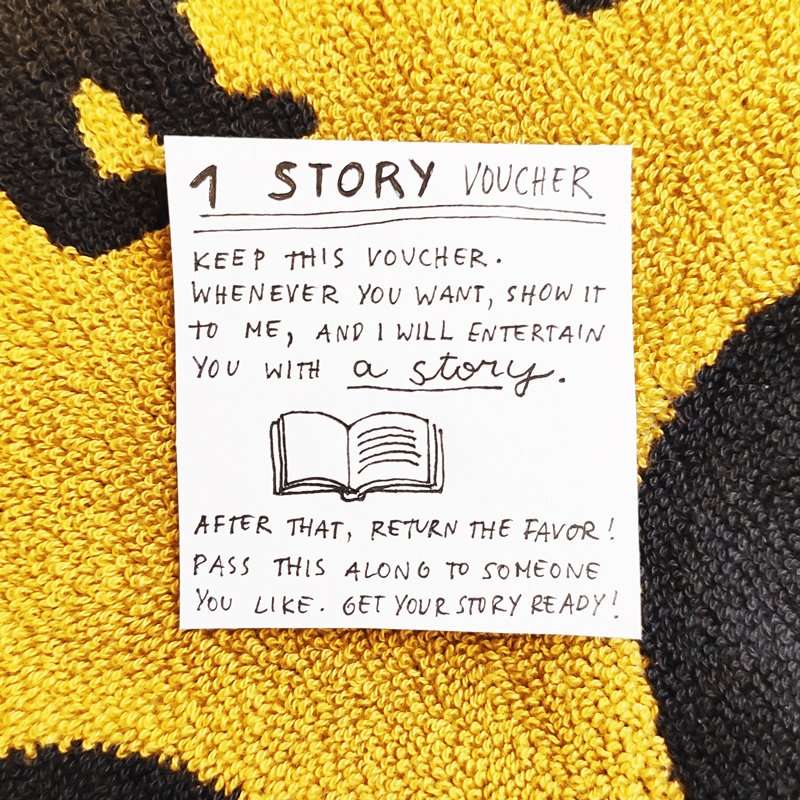 1 STORY VOUCHER
KEEP THIS VOUCHER.
WHENEVER YOU WANT, SHOW IT
TO ME, AND I WILL ENTERTAIN
YOU WITH a story.
AFTER THAT, RETURN THE FAVOR!
PASS THIS ALONG TO SOMEONE
YOU LIKE. GET YOUR STORY READY!